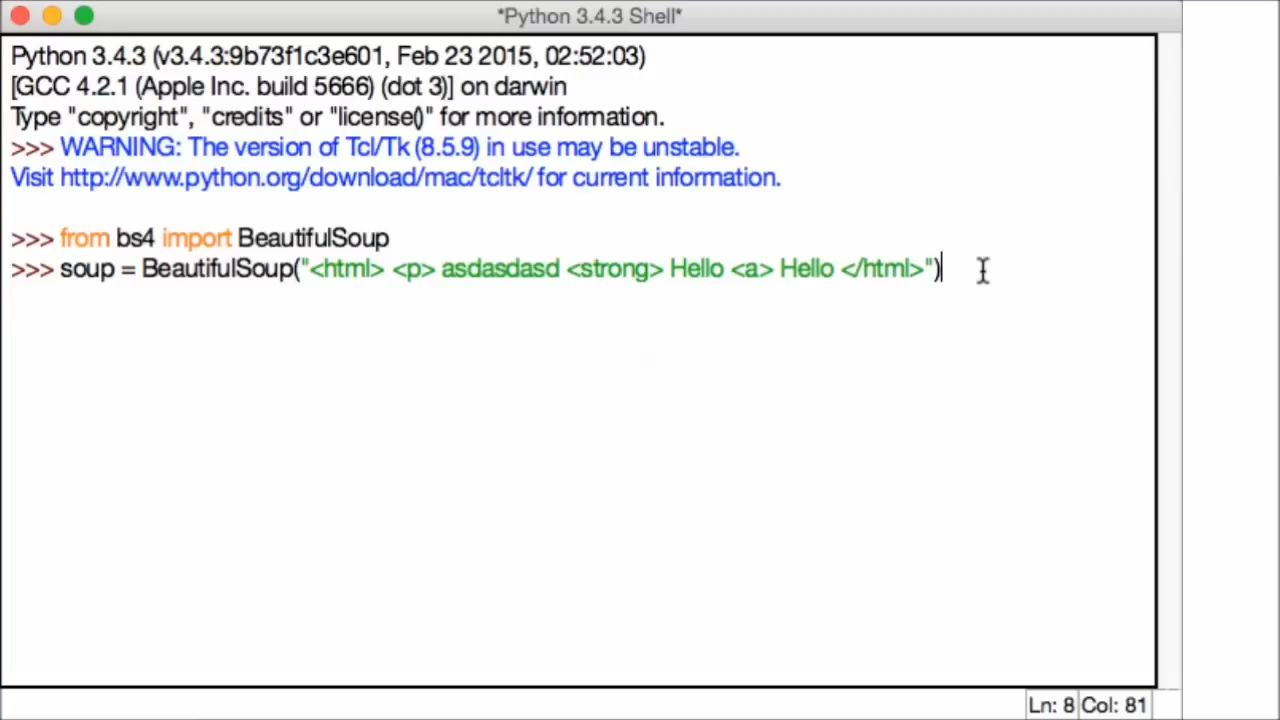 *Python 3.4.3 Shell*
Python 3.4.3 (v3.4.3:9b73f1c3e601, Feb 23 2015, 02:52:03)
[GCC 4.2.1 (Apple Inc. build 5666) (dot 3)] on darwin
Type "copyright", "credits" or "license()" for more information.
>>> WARNING: The version of Tcl/Tk (8.5.9) in use may be unstable.
Visit http://www.python.org/download/mac/tcltk/ for current information.
>>> from bs4 import BeautifulSoup
>>> soup = BeautifulSoup("<html> <p> asdasdasd <strong> Hello <a> Hello </html>")
Ln: 8 Col: 81